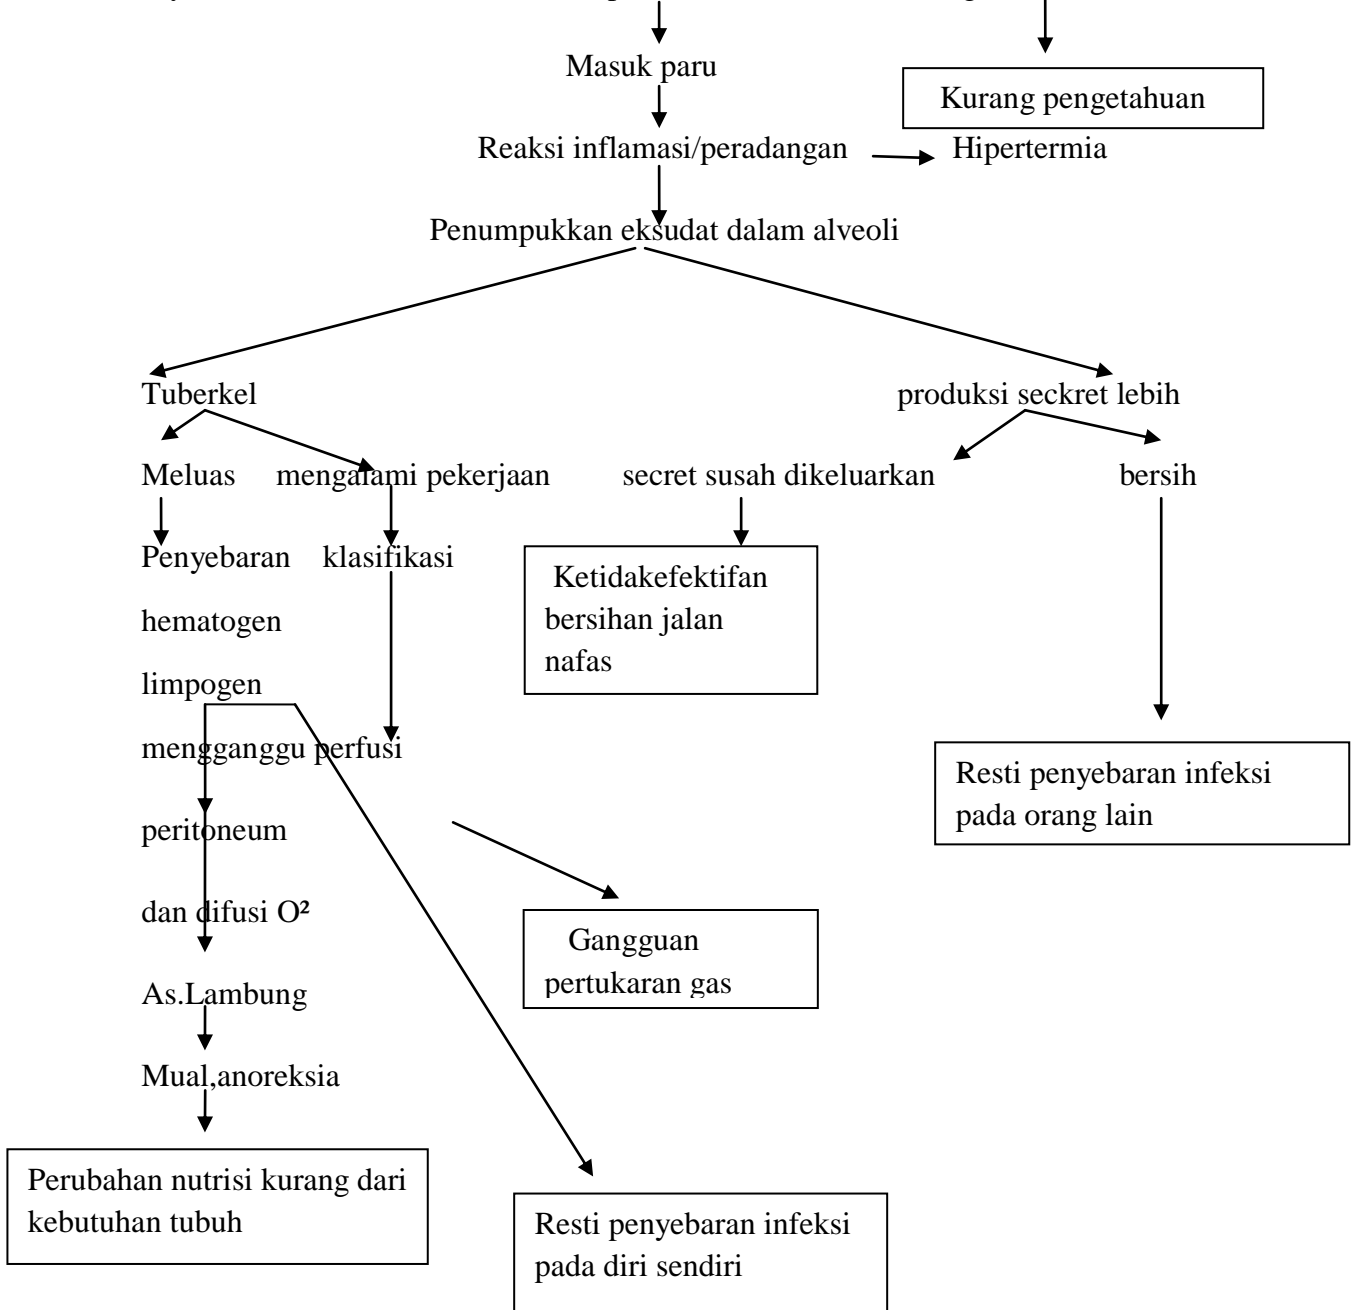 Masuk paru
Kurang pengetahuan
Reaksi inflamasi/peradangan Hipertermia
Penumpukkan eksudat dalam alveoli
Tuberkel produksi seckret lebih
Meluas mengalami pekerjaan secret susah dikeluarkan bersih
Penyebaran klasifikasi
Ketidakefektifan
bersihan jalan
nafas
hematogen
limpogen
mengganggu perfusi
Resti penyebaran infeksi
pada orang lain
peritoneum
dan difusi O²
Gangguan
pertukaran gas
As.Lambung
Mual,anoreksia
Perubahan nutrisi kurang dari
kebutuhan tubuh
Resti penyebaran infeksi
pada diri sendiri